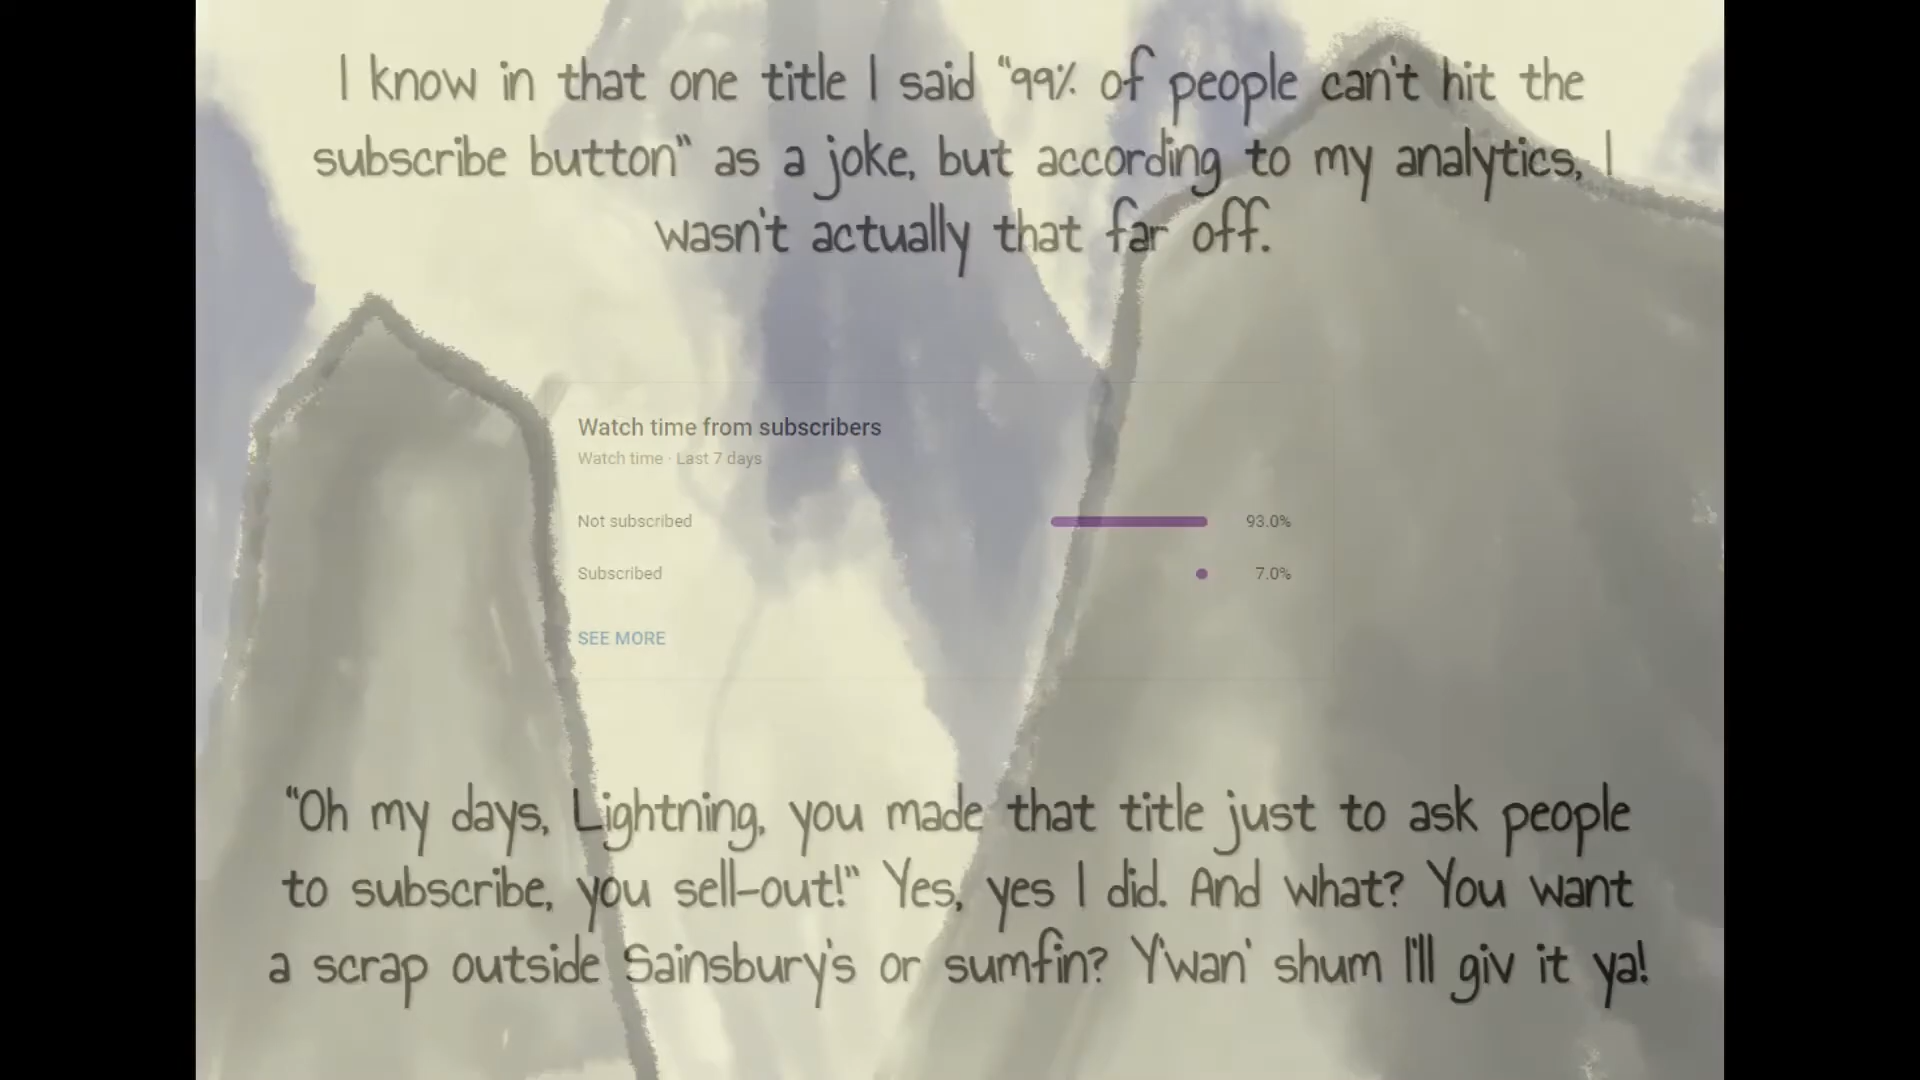 I know in that one title I said "99% of people can't hit the
subscribe button" as a joke, but according to my analytics, I
wasn't actually that far off.
Watch time from subscribers
Watch time · Last 7 days
Not subscribed 93.0%
Subscribed 7.0%
SEE MORE
"Oh my days, Lightning, you made that title just to ask people
to subscribe, you sell-out!" Yes, yes I did. And what? You want
a scrap outside Sainsbury's or sumfin? Y'wan' shum I'll giv it ya!